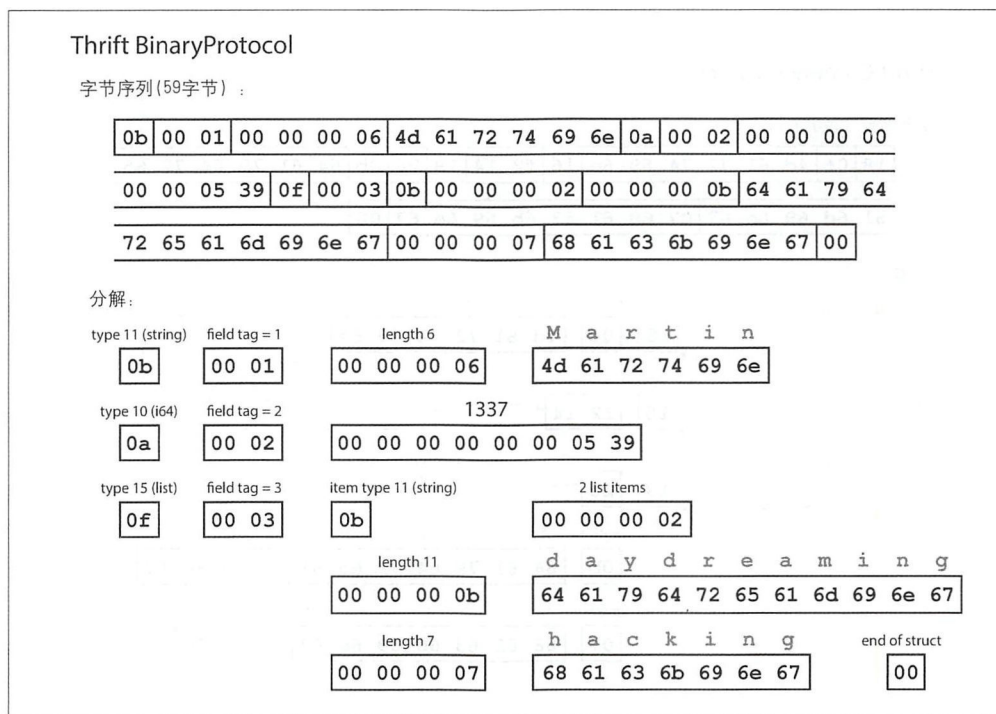 Thrift BinaryProtocol
字节序列(59字节) :
0b 00 01 00 00 00 06 4d 61 72 74 69 6e 0a 00 02 00 00 00 00
00 00 05 39 0f 00 03 0b 00 00 00 02 00 00 00 0b 64 61 79 64
72 65 61 6d 69 6e 67 00 00 00 07 68 61 63 6b 69 6e 67 00
分解:
type 11 (string) field tag = 1 length 6 M a r t i n
0b 00 01 00 00 00 06 4d 61 72 74 69 6e
type 10 (i64) field tag = 2 1337
0a 00 02 00 00 00 00 00 00 05 39
type 15 (list) field tag = 3 item type 11 (string) 2 list items
0f 00 03 0b 00 00 00 02
length 11 d a y d r e a m i n g
00 00 00 0b 64 61 79 64 72 65 61 6d 69 6e 67
length 7 h a c k i n g end of struct
00 00 00 07 68 61 63 6b 69 6e 67 00